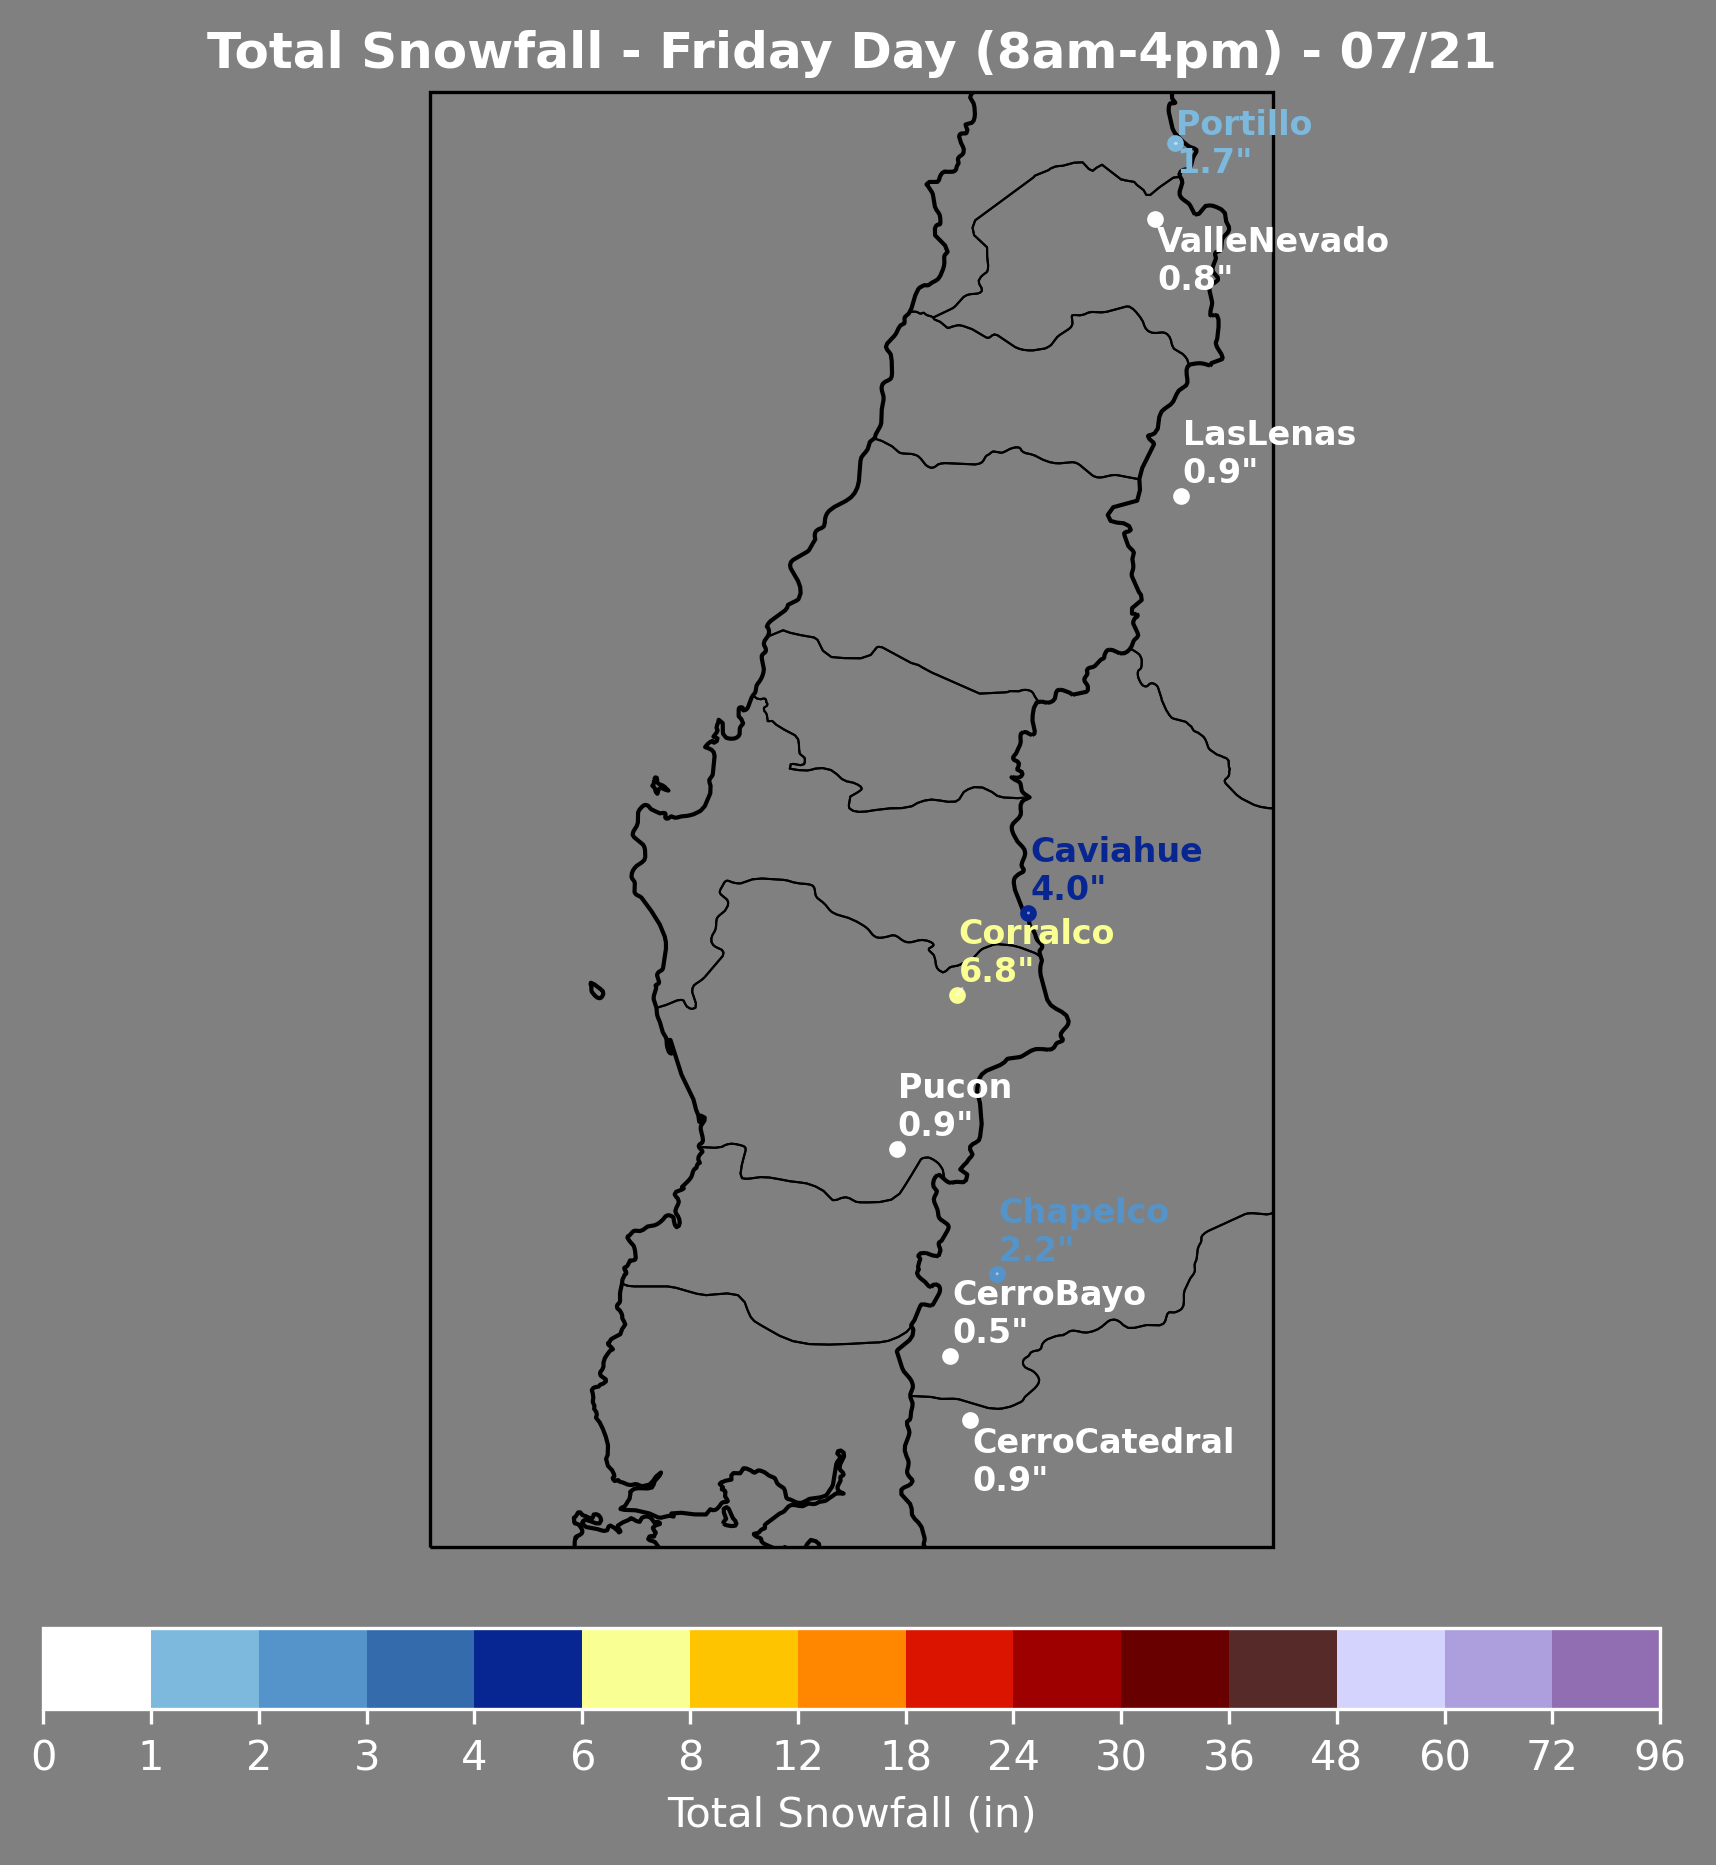 Total Snowfall - Friday Day (8am-4pm) - 07/21
Portillo
1.7"
ValleNevado
0.8"
LasLenas
0.9"
Caviahue
4.0"
Corralco
6.8"
Pucon
0.9"
Chapelco
2.2"
CerroBayo
0.5"
CerroCatedral
0.9"
0 1 2 3 4 6 8 12 18 24 30 36 48 60 72 96
Total Snowfall (in)